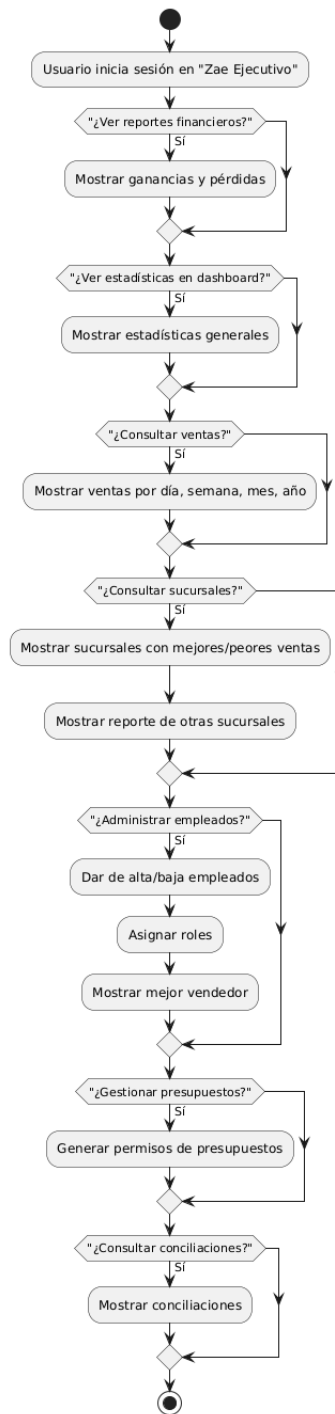 Usuario inicia sesión en "Zae Ejecutivo"
"¿Ver reportes financieros?"
Sí
Mostrar ganancias y pérdidas
"¿Ver estadísticas en dashboard?"
Sí
Mostrar estadísticas generales
"¿Consultar ventas?"
Sí
Mostrar ventas por día, semana, mes, año
"¿Consultar sucursales?"
Sí
Mostrar sucursales con mejores/peores ventas
Mostrar reporte de otras sucursales
"¿Administrar empleados?"
Sí
Dar de alta/baja empleados
Asignar roles
Mostrar mejor vendedor
"¿Gestionar presupuestos?"
Sí
Generar permisos de presupuestos
"¿Consultar conciliaciones?"
Sí
Mostrar conciliaciones